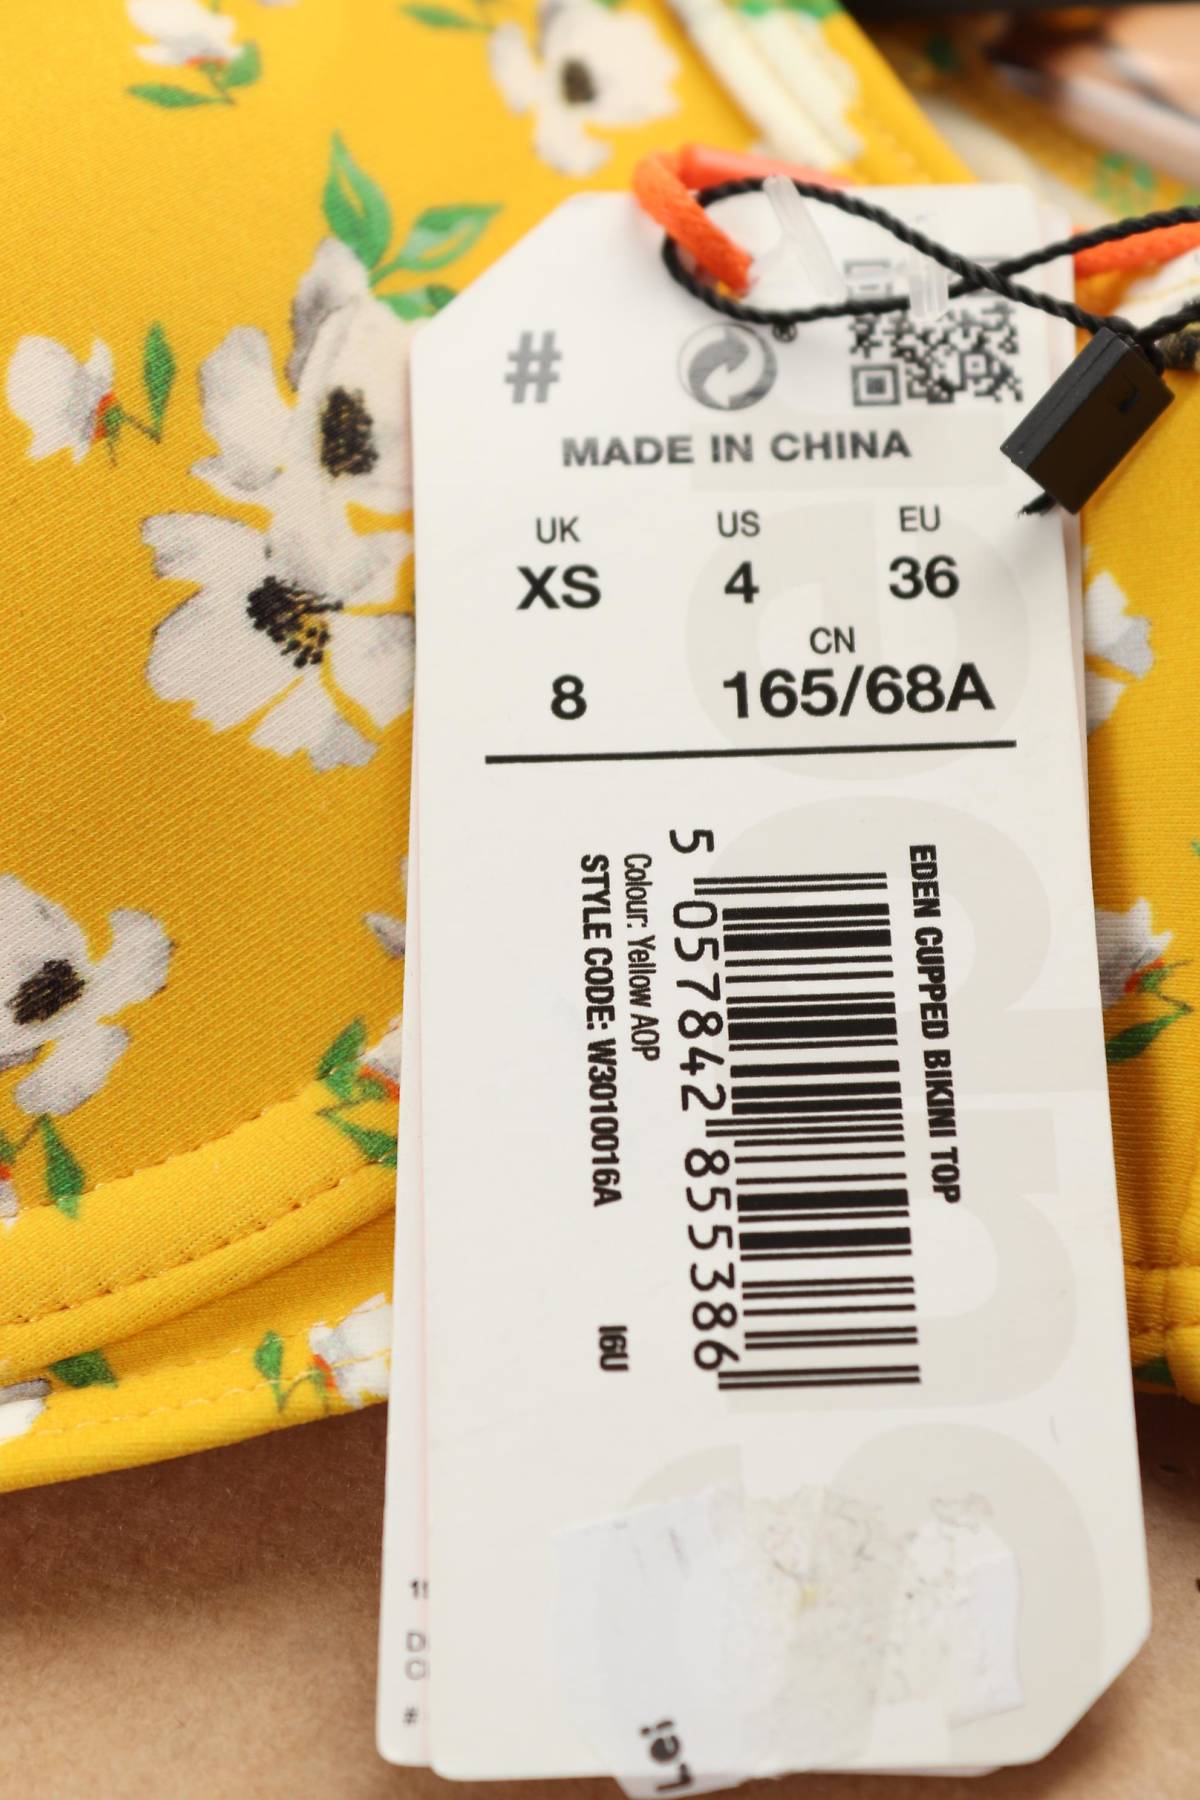 #
®
MADE IN CHINA
UK US EU
XS 4 36
CN
8 165/68A
EDEN CUPPED BIKINI TOP
5 057842 855386
Colour: Yellow AOP
STYLE CODE: W3010016A I6U
Lei
#